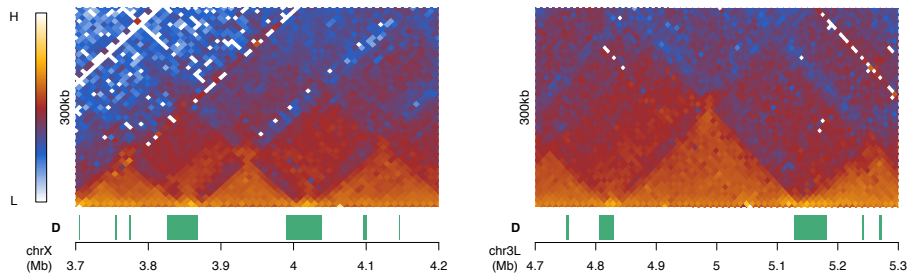 H
L
300kb
D
chrX
(Mb)
3.7 3.8 3.9 4 4.1 4.2
300kb
D
chr3L
(Mb)
4.7 4.8 4.9 5 5.1 5.2 5.3